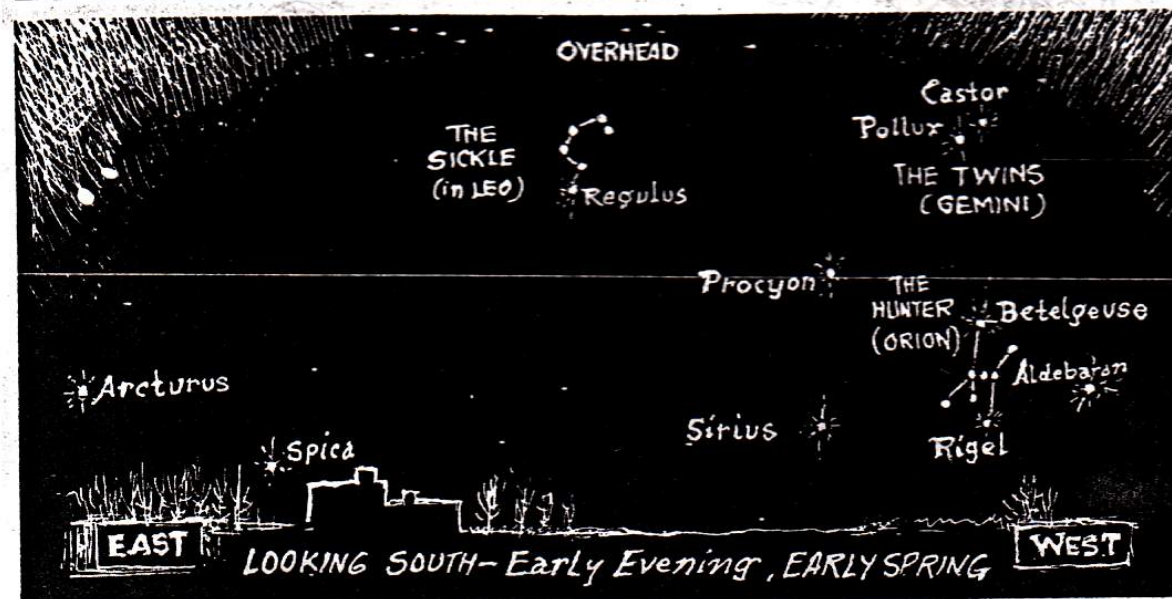 OVERHEAD
Castor
Pollux
THE
SICKLE
(in LEO)
Regulus
THE TWINS
(GEMINI)
Procyon
THE
HUNTER
(ORION)
Betelgeuse
Aldebaran
Arcturus
Sirius
Rigel
Spica
EAST
LOOKING SOUTH-Early Evening, EARLY SPRING
WEST